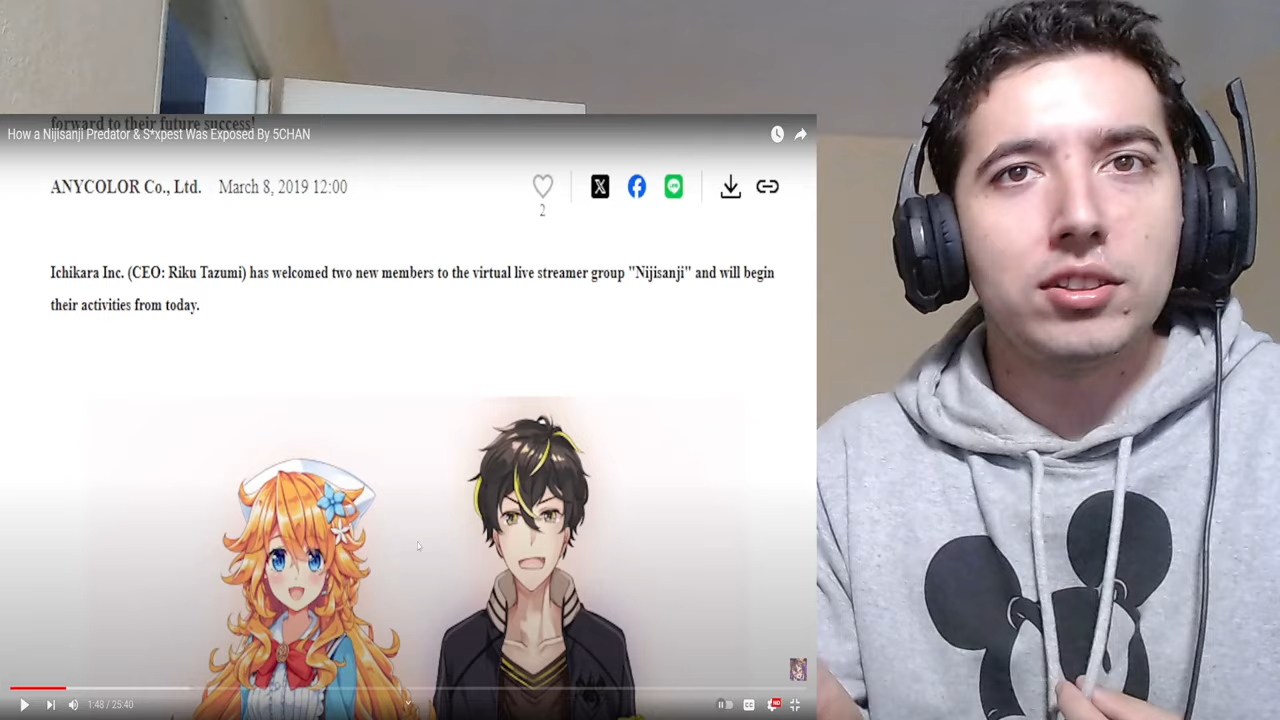 forward to their future success!
How a Nijisanji Predator & S*xpest Was Exposed By 5CHAN
ANYCOLOR Co., Ltd. March 8, 2019 12:00
2
Ichikara Inc. (CEO: Riku Tazumi) has welcomed two new members to the virtual live streamer group "Nijisanji" and will begin
their activities from today.
1:48 / 25:40
CC
HD